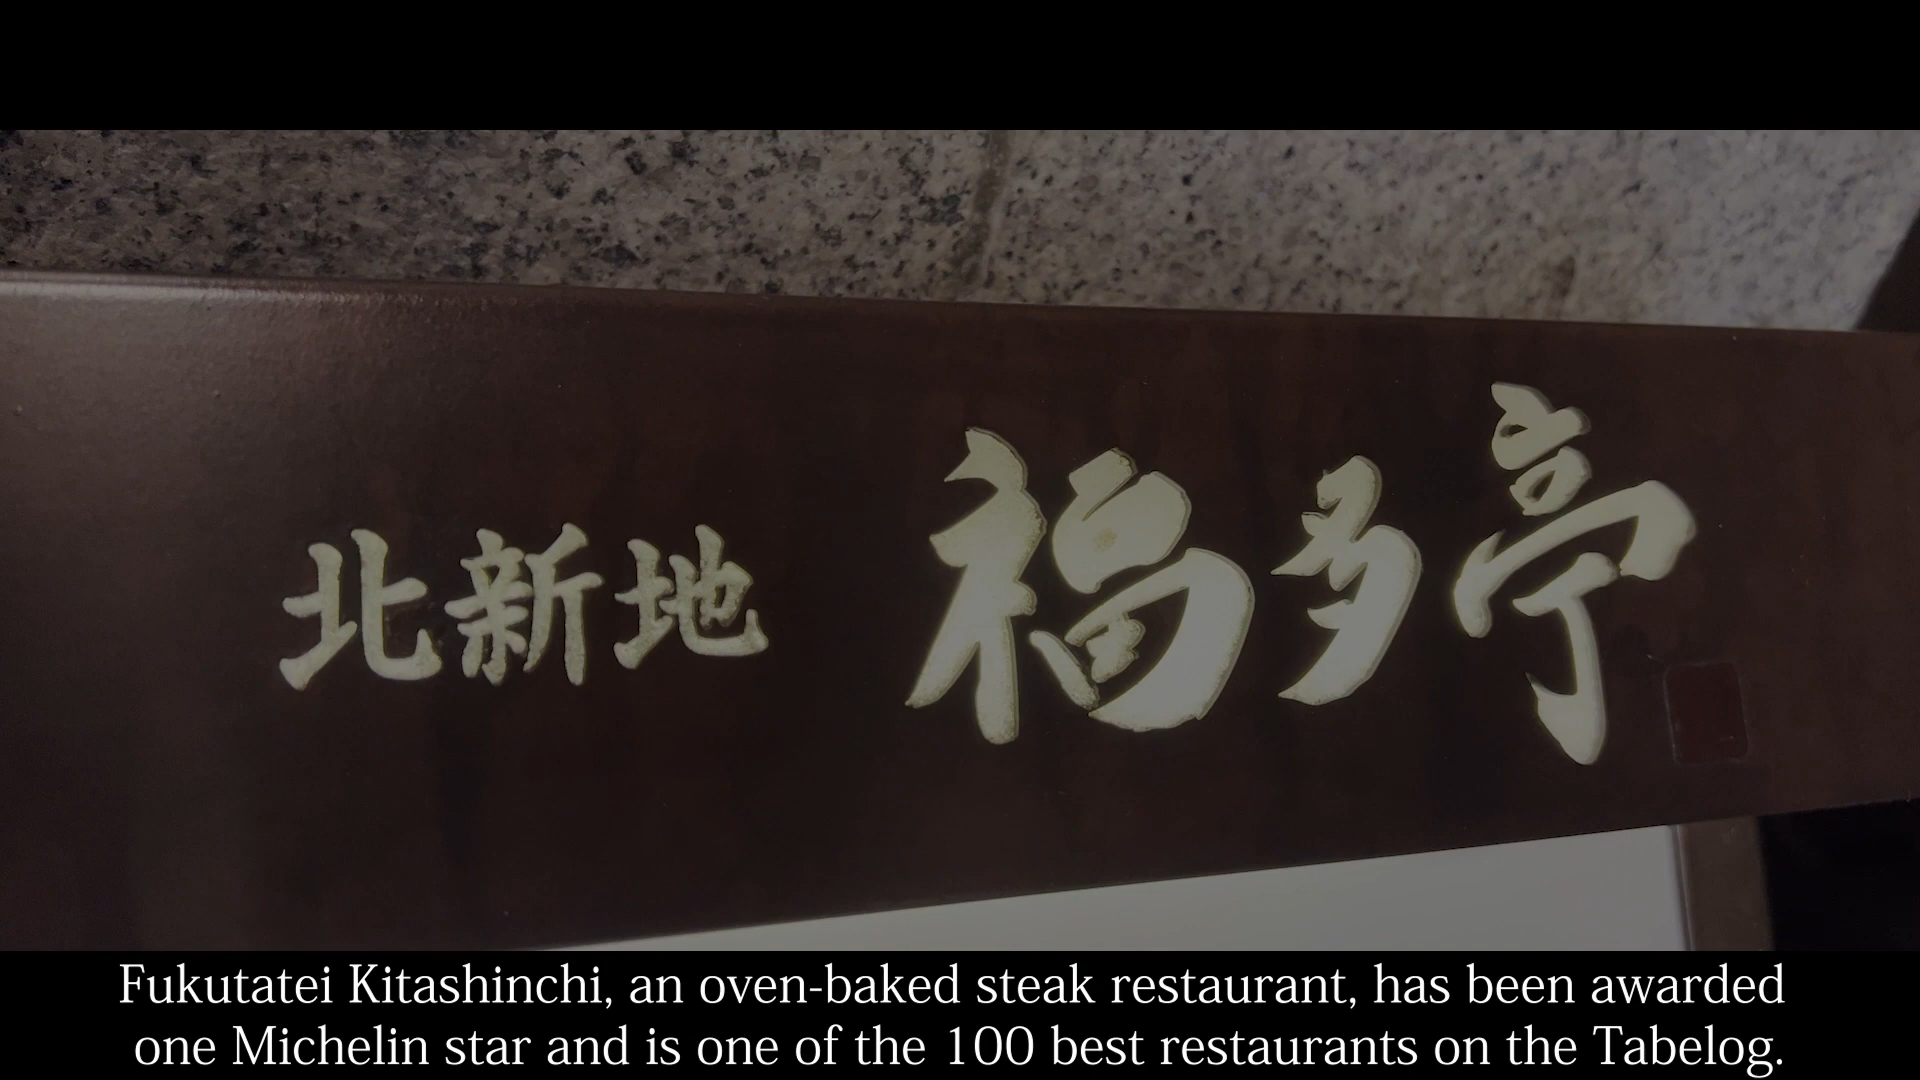 北新地 福多亭
Fukutatei Kitashinchi, an oven-baked steak restaurant, has been awarded
one Michelin star and is one of the 100 best restaurants on the Tabelog.